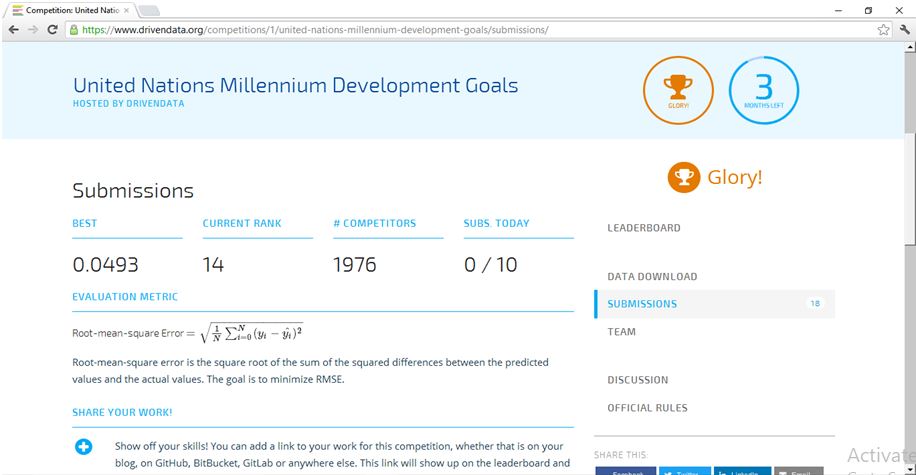 Competition: United Natio
https://www.drivendata.org/competitions/1/united-nations-millennium-development-goals/submissions/
United Nations Millennium Development Goals
HOSTED BY DRIVENDATA
GLORY!
3
MONTHS LEFT
Glory!
Submissions
BEST CURRENT RANK # COMPETITORS SUBS. TODAY
0.0493 14 1976 0 / 10
EVALUATION METRIC
Root-mean-square Error = √(1/N ∑_{i=0}^{N} (y_i − ŷ_i)²)
Root-mean-square error is the square root of the sum of the squared differences between the predicted
values and the actual values. The goal is to minimize RMSE.
SHARE YOUR WORK!
Show off your skills! You can add a link to your work for this competition, whether that is on your
blog, on GitHub, BitBucket, GitLab or anywhere else. This link will show up on the leaderboard and
LEADERBOARD
DATA DOWNLOAD
SUBMISSIONS 18
TEAM
DISCUSSION
OFFICIAL RULES
SHARE THIS:
Facebook Twitter LinkedIn Email
Activate